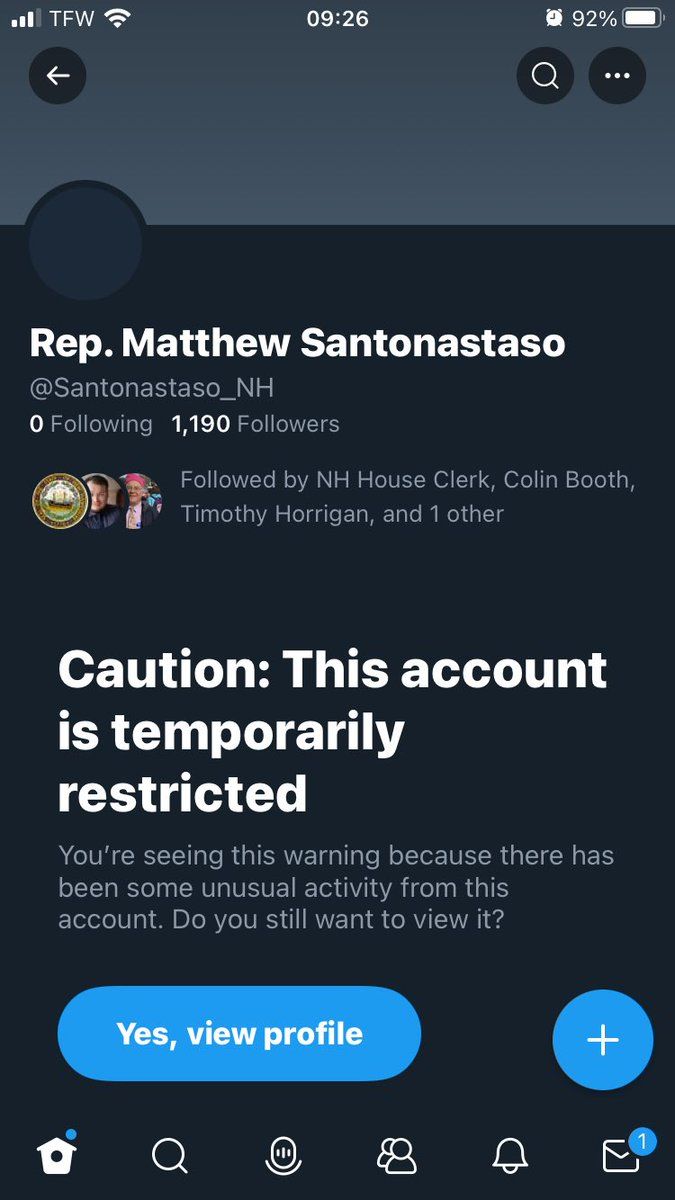 TFW 09:26 92%
Rep. Matthew Santonastaso
@Santonastaso_NH
0 Following 1,190 Followers
Followed by NH House Clerk, Colin Booth,
Timothy Horrigan, and 1 other
Caution: This account
is temporarily
restricted
You’re seeing this warning because there has
been some unusual activity from this
account. Do you still want to view it?
Yes, view profile
1